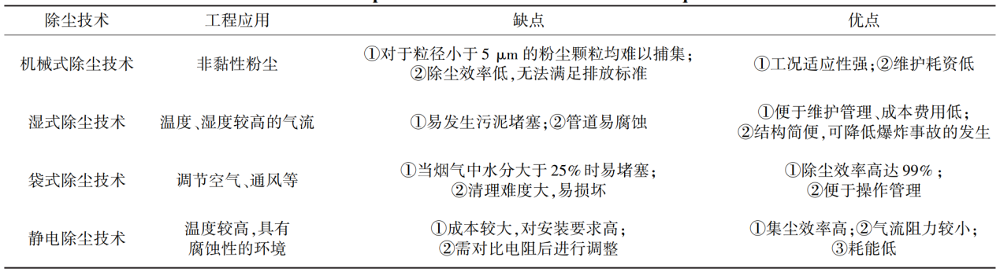 除尘技术 工程应用 缺点 优点
机械式除尘技术 非黏性粉尘 ①对于粒径小于5 μm的粉尘颗粒均难以捕集; ①工况适应性强;②维护耗资低
②除尘效率低,无法满足排放标准
湿式除尘技术 温度、湿度较高的气流 ①易发生污泥堵塞;②管道易腐蚀 ①便于维护管理、成本费用低;
②结构简便,可降低爆炸事故的发生
袋式除尘技术 调节空气、通风等 ①当烟气中水分大于25%时易堵塞; ①除尘效率高达99%;
②清理难度大,易损坏 ②便于操作管理
静电除尘技术 温度较高,具有 ①成本较大,对安装要求高; ①集尘效率高;②气流阻力较小;
腐蚀性的环境 ②需对比电阻后进行调整 ③耗能低